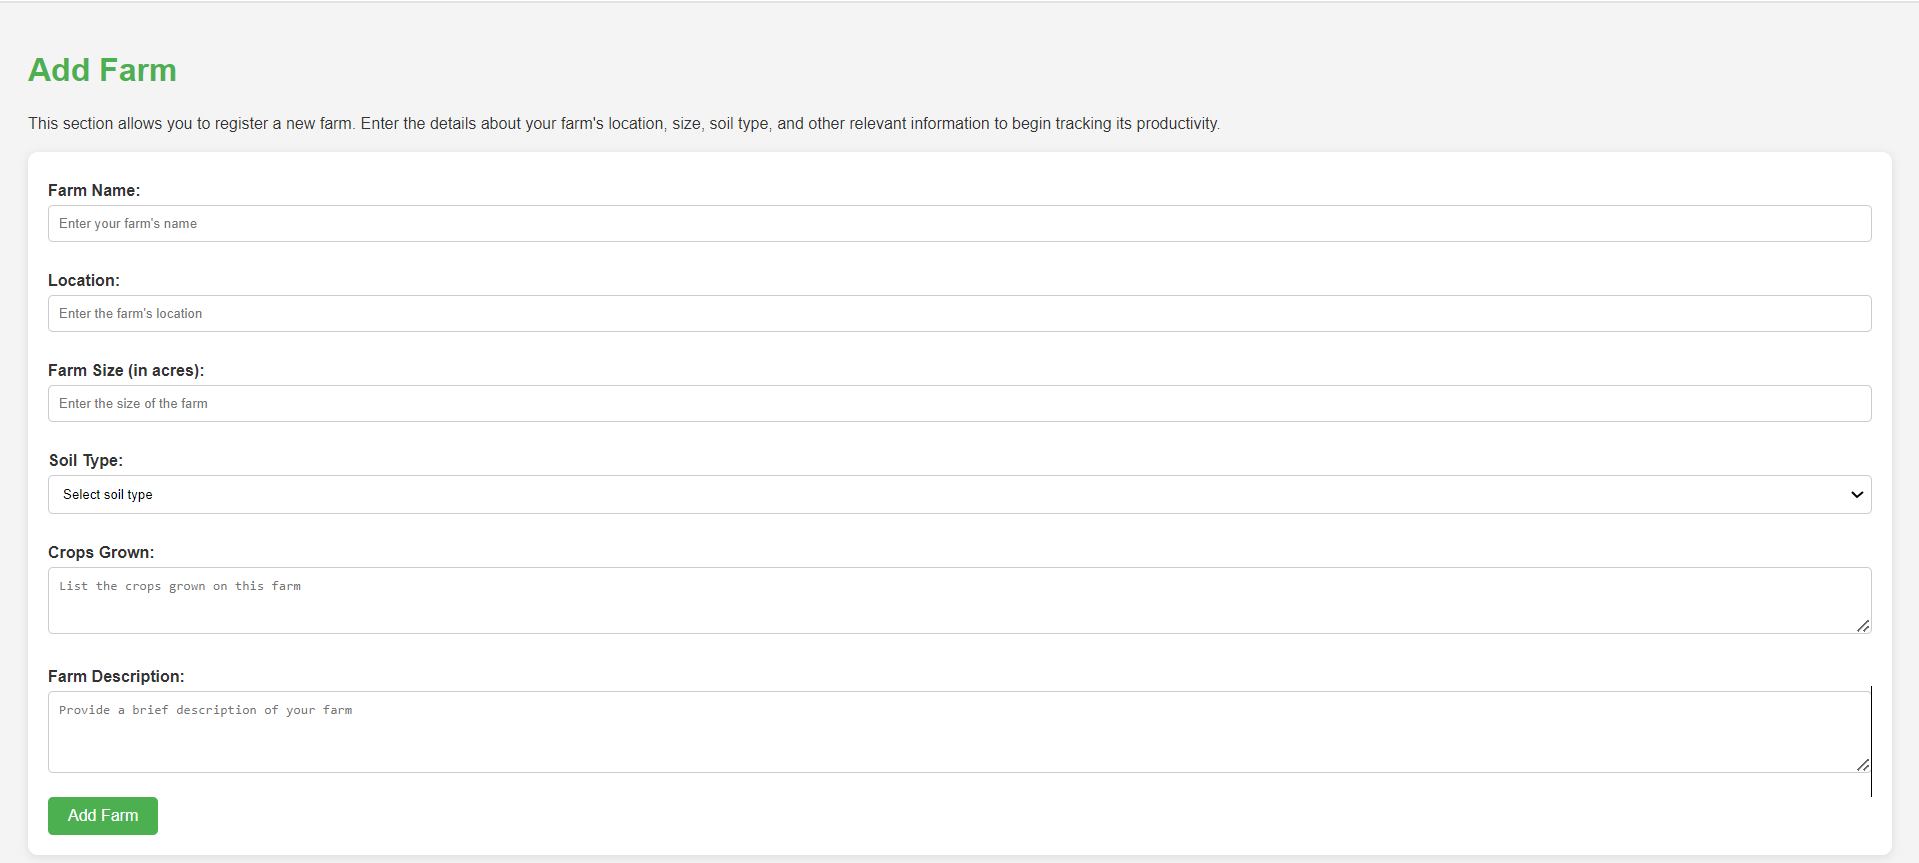 Add Farm
This section allows you to register a new farm. Enter the details about your farm's location, size, soil type, and other relevant information to begin tracking its productivity.
Farm Name:
Enter your farm's name
Location:
Enter the farm's location
Farm Size (in acres):
Enter the size of the farm
Soil Type:
Select soil type
Crops Grown:
List the crops grown on this farm
Farm Description:
Provide a brief description of your farm
Add Farm